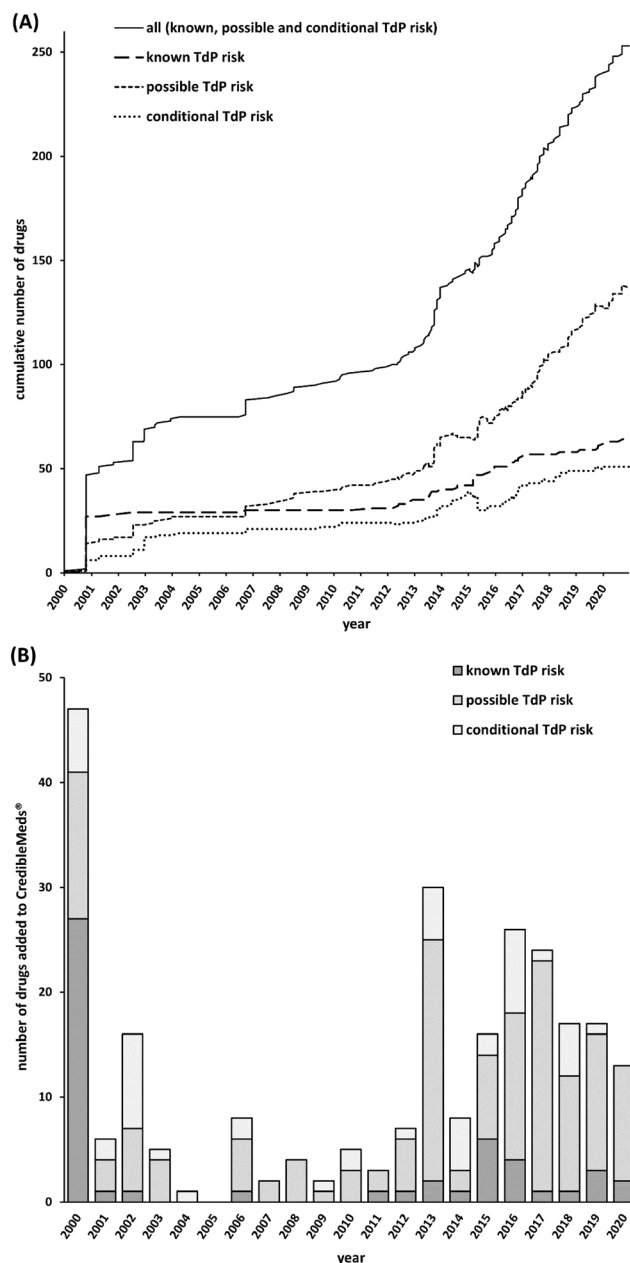 (A)
all (known, possible and conditional TdP risk)
known TdP risk
possible TdP risk
conditional TdP risk
250
200
150
100
50
0
cumulative number of drugs
2000 2001 2002 2003 2004 2005 2006 2007 2008 2009 2010 2011 2012 2013 2014 2015 2016 2017 2018 2019 2020
year
(B)
known TdP risk
possible TdP risk
conditional TdP risk
50
40
30
20
10
0
number of drugs added to CredibleMeds®
2000 2001 2002 2003 2004 2005 2006 2007 2008 2009 2010 2011 2012 2013 2014 2015 2016 2017 2018 2019 2020
year